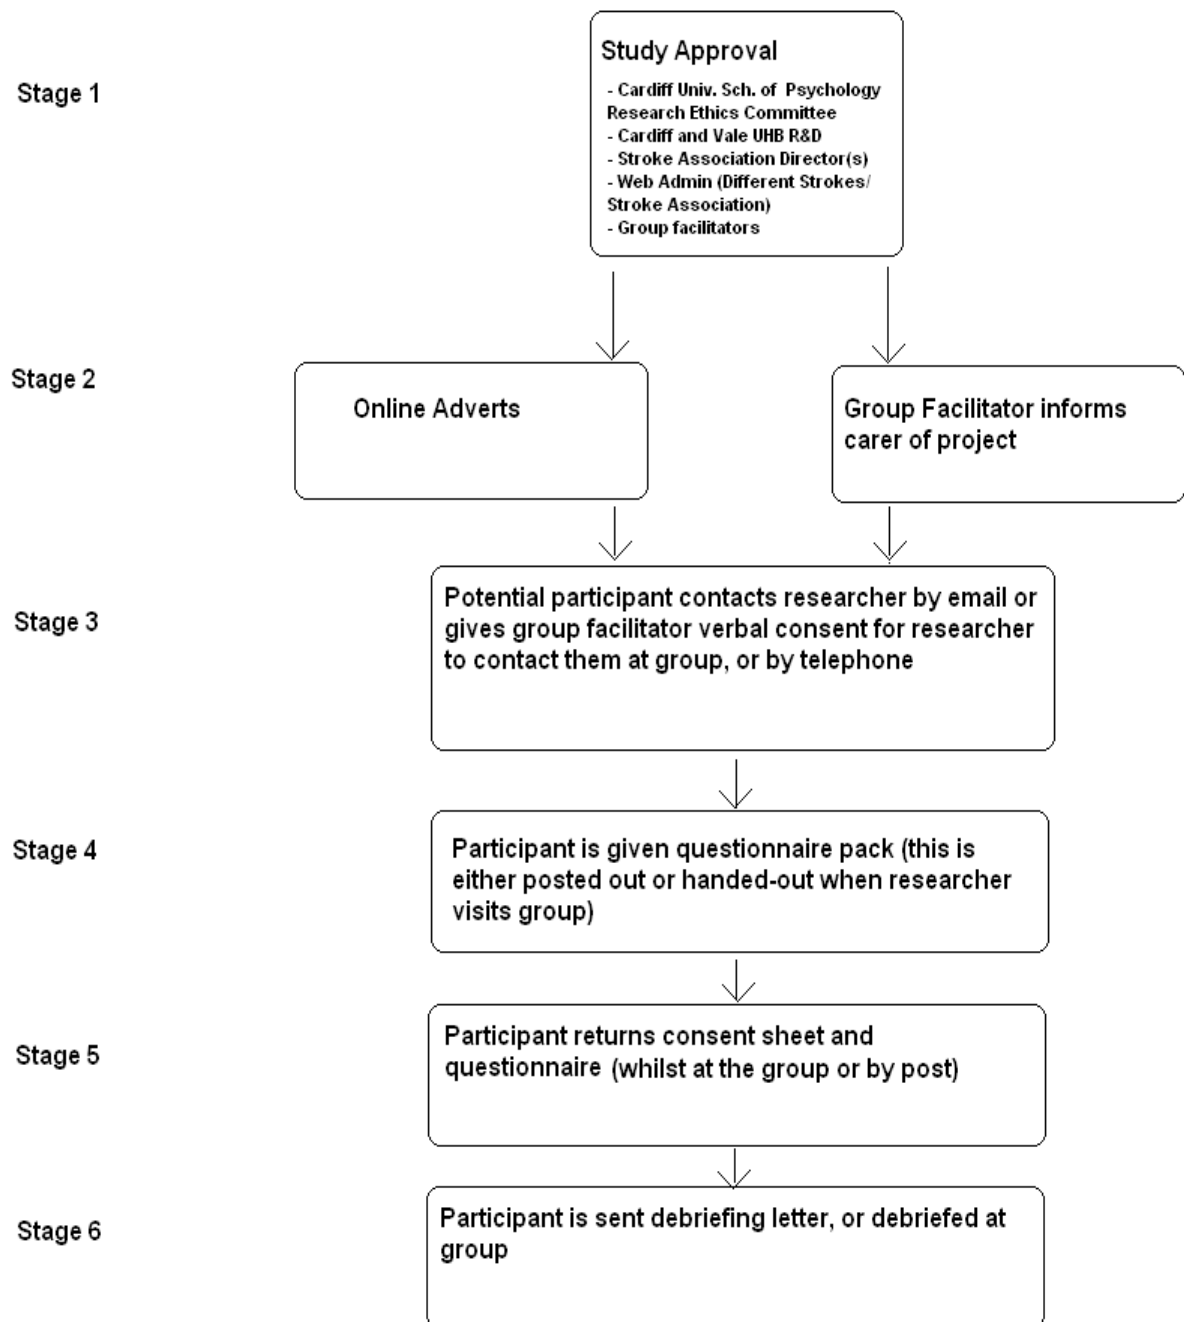 Stage 1
Study Approval
- Cardiff Univ. Sch. of Psychology
Research Ethics Committee
- Cardiff and Vale UHB R&D
- Stroke Association Director(s)
- Web Admin (Different Strokes/
Stroke Association)
- Group facilitators
Stage 2
Online Adverts
Group Facilitator informs
carer of project
Stage 3
Potential participant contacts researcher by email or
gives group facilitator verbal consent for researcher
to contact them at group, or by telephone
Stage 4
Participant is given questionnaire pack (this is
either posted out or handed-out when researcher
visits group)
Stage 5
Participant returns consent sheet and
questionnaire (whilst at the group or by post)
Stage 6
Participant is sent debriefing letter, or debriefed at
group